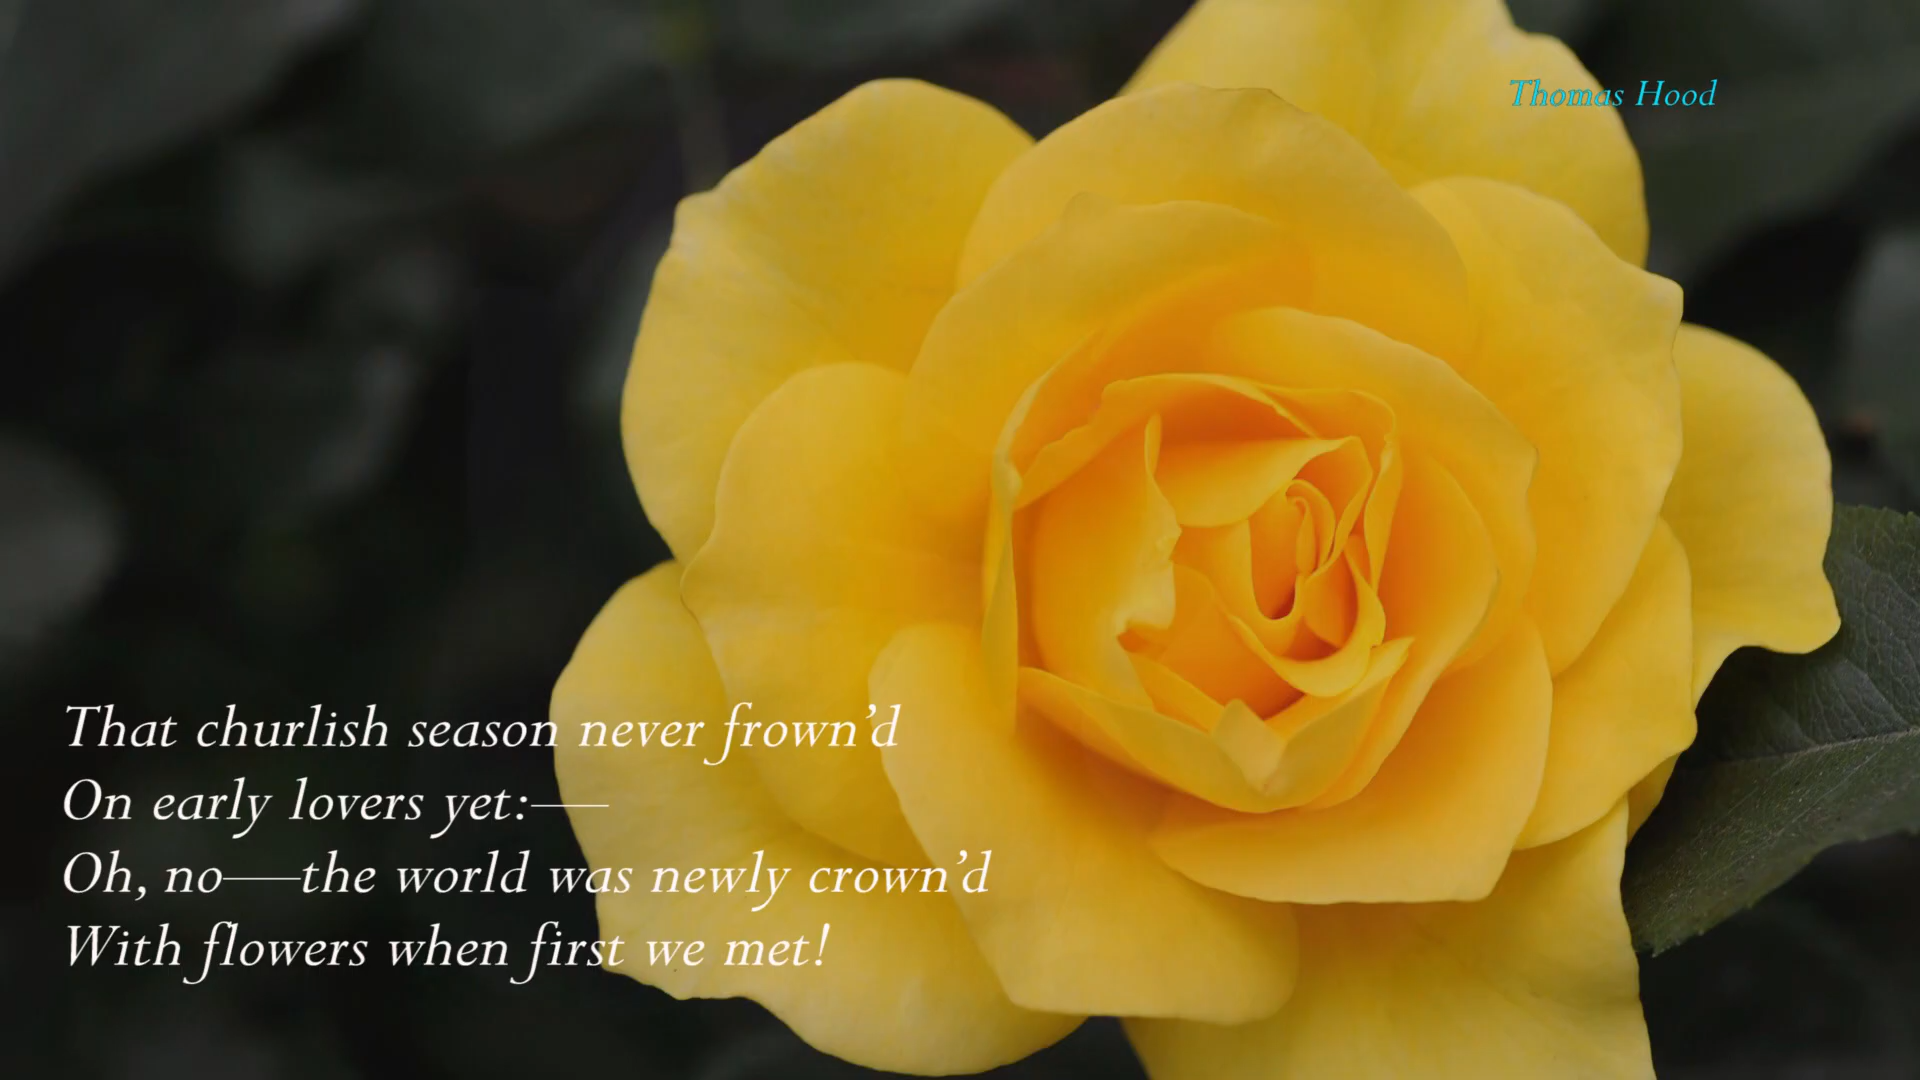 Thomas Hood
That churlish season never frown’d
On early lovers yet:—–
Oh, no—–the world was newly crown’d
With flowers when first we met!